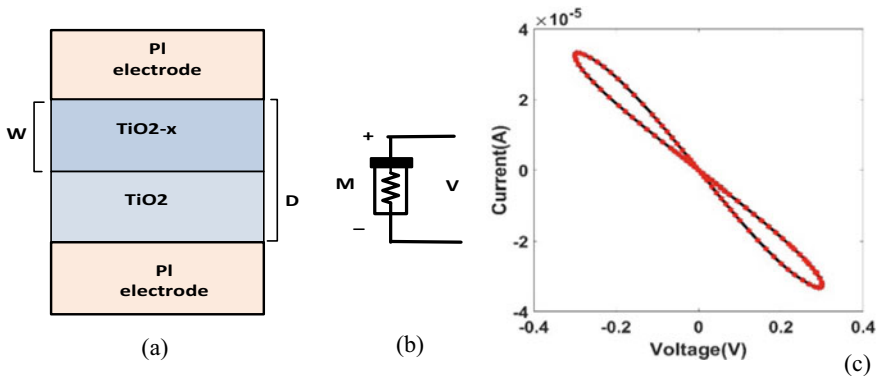 Pl
electrode
W
TiO2-x
TiO2
D
Pl
electrode
(a)
+
M
V
–
(b)
×10-5
4
2
0
-2
-4
Current(A)
-0.4
-0.2
0
0.2
0.4
Voltage(V)
(c)